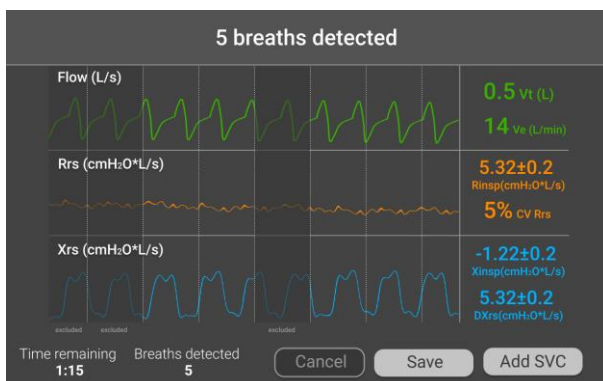 5 breaths detected
Flow (L/s)
0.5 Vt (L)
14 Ve (L/min)
Rrs (cmH₂O*L/s)
5.32±0.2
Rinsp(cmH₂O*L/s)
5% CV Rrs
Xrs (cmH₂O*L/s)
-1.22±0.2
Xinsp(cmH₂O*L/s)
5.32±0.2
DXrs(cmH₂O*L/s)
excluded excluded excluded
Time remaining
1:15
Breaths detected
5
Cancel
Save
Add SVC